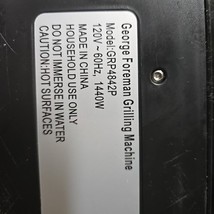 George Foreman Grilling Machine
Model:GRP4842P
120V ~ 60Hz, 1440W
MADE IN CHINA
HOUSEHOLD USE ONLY
DO NOT IMMERSE IN WATER
CAUTION:HOT SURFACES